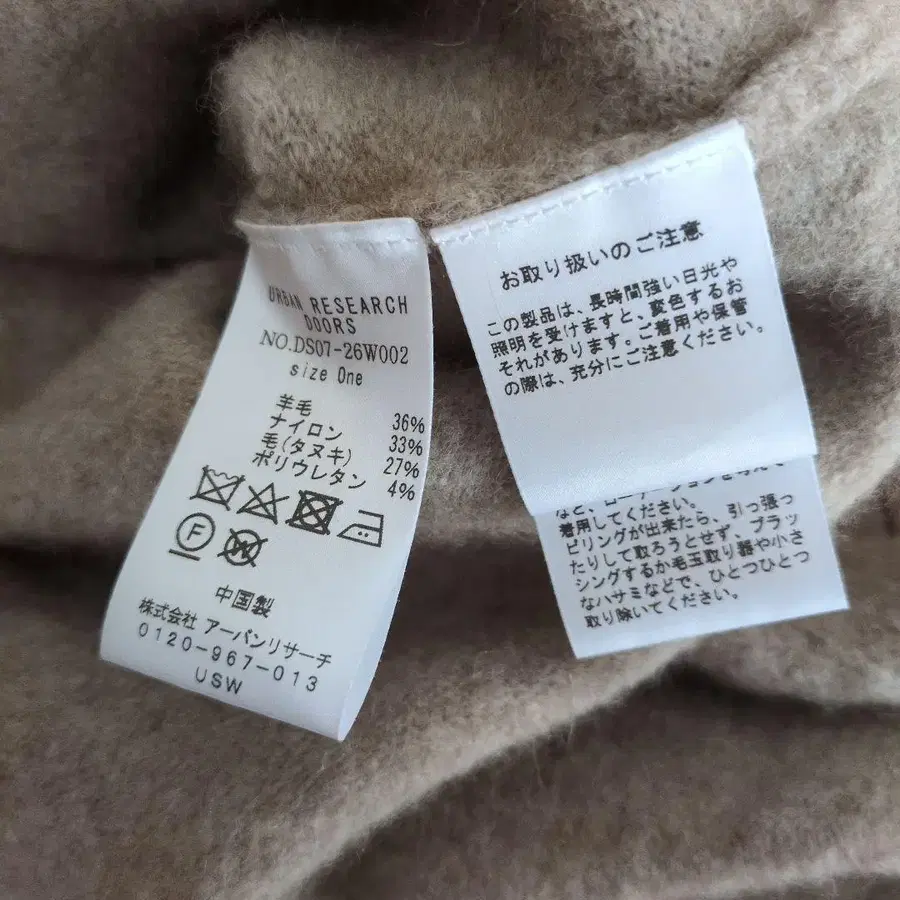 URBAN RESEARCH
DOORS
NO.DS07-26W002
size One
羊毛 36%
ナイロン 33%
毛(タヌキ) 27%
ポリウレタン 4%
F
W
中国製
株式会社 アーバンリサーチ
0120-967-013
USW
お取り扱いのご注意
この製品は、長時間強い日光や
照明を受けますと、変色するお
それがあります。ご着用や保管
の際は、充分にご注意ください。
など、ローテーションを考えて
着用してください。
ピリングが出来たら、引っ張っ
たりして取ろうとせず、ブラッ
シングするか毛玉取り器や小さ
なハサミなどで、ひとつひとつ
取り除いてください。